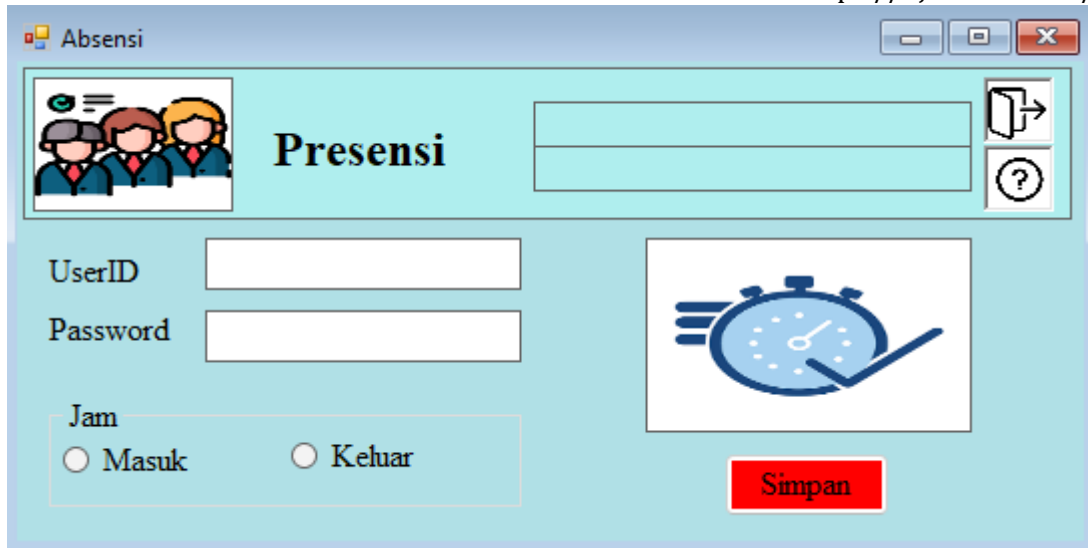 Absensi
Presensi
?
UserID
Password
Jam
Masuk
Keluar
Simpan